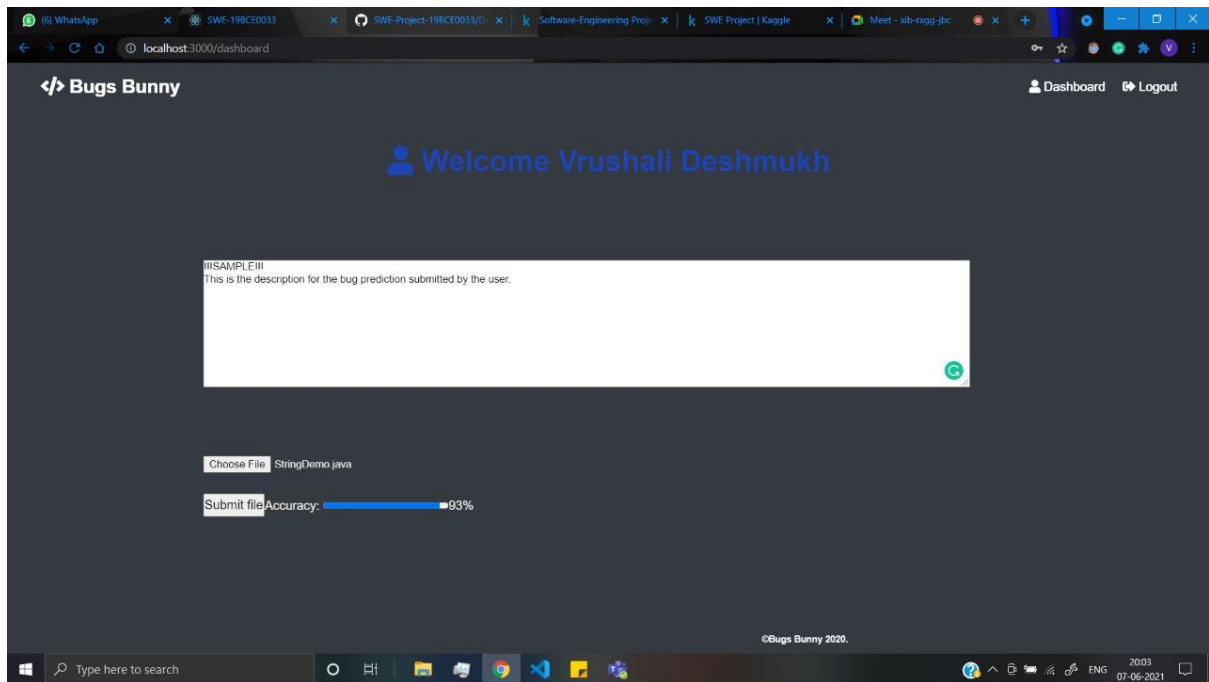 (6) WhatsApp
SWE-19BCE0033
SWE-Project-19BCE0033/D
Software-Engineering Proje
SWE Project | Kaggle
Meet - xib-rxgq-jbc
localhost:3000/dashboard
V
</> Bugs Bunny
Dashboard
Logout
Welcome Vrushali Deshmukh
!!!SAMPLE!!!
This is the description for the bug prediction submitted by the user.
Choose File StringDemo.java
Submit file Accuracy: 93%
©Bugs Bunny 2020.
Type here to search
ENG
20:03
07-06-2021